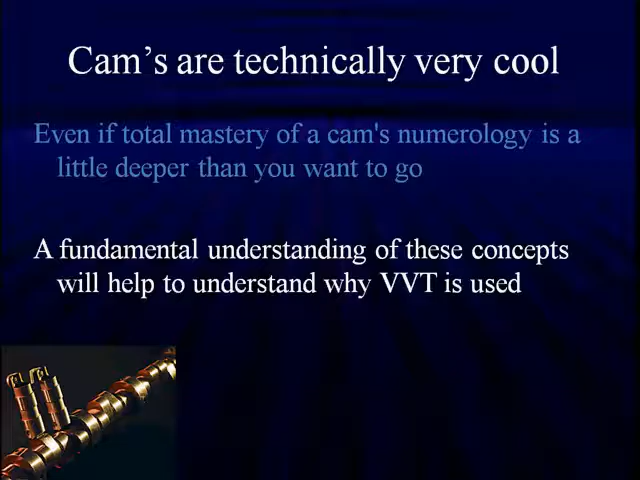 Cam's are technically very cool
Even if total mastery of a cam's numerology is a
little deeper than you want to go
A fundamental understanding of these concepts
will help to understand why VVT is used